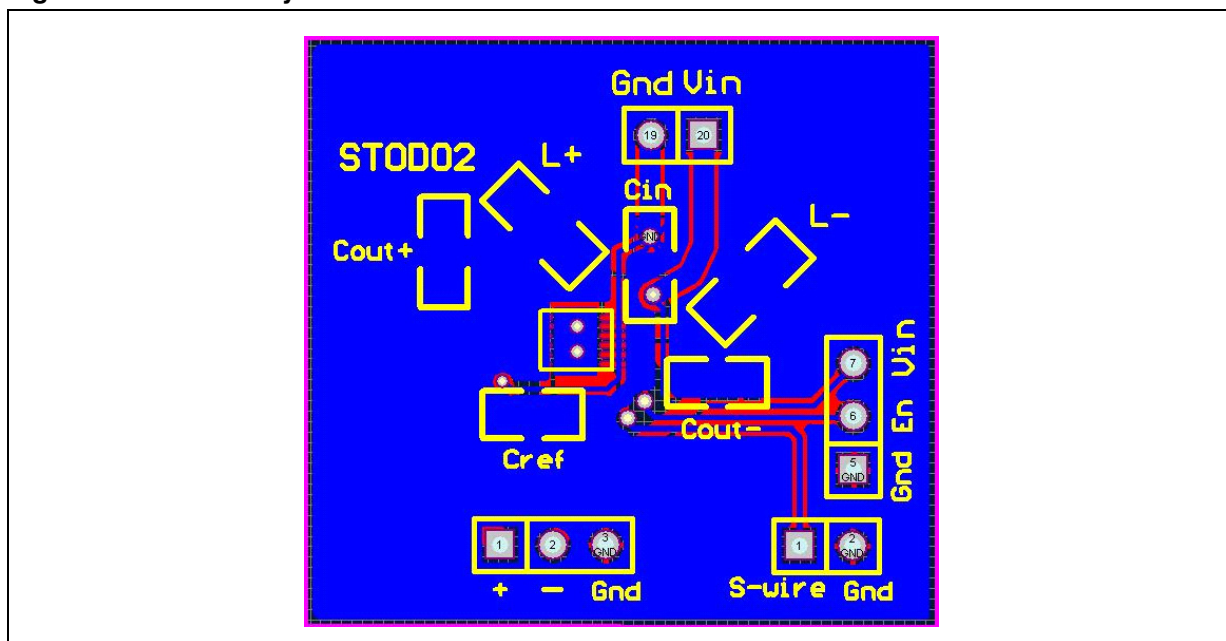 Gnd Vin
19 20
STOD02
L+
Cin
GND
L-
Cout+
Vin
7
En
6
Cout-
Cref
5
GND
Gnd
1 2 3
GND
+ - Gnd
1 2
GND
S-wire Gnd